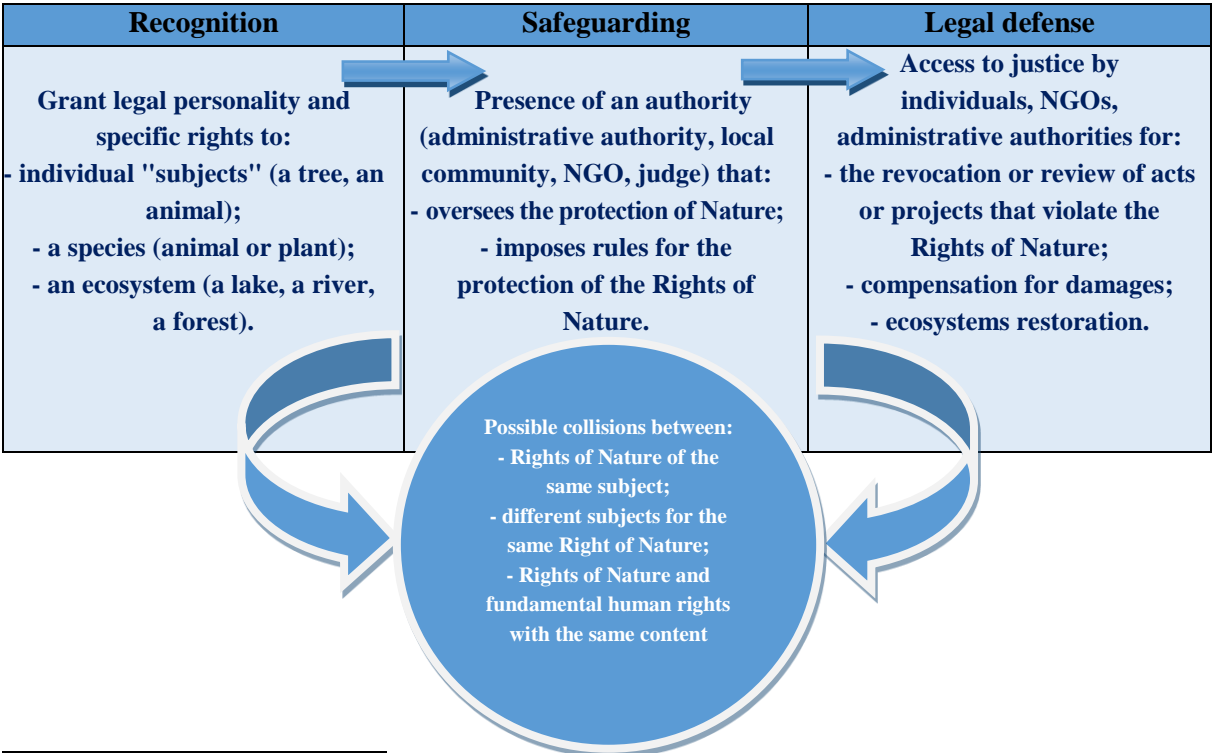 Recognition
Grant legal personality and
specific rights to:
- individual "subjects" (a tree, an
animal);
- a species (animal or plant);
- an ecosystem (a lake, a river,
a forest).
Safeguarding
Presence of an authority
(administrative authority, local
community, NGO, judge) that:
- oversees the protection of Nature;
- imposes rules for the
protection of the Rights of
Nature.
Legal defense
Access to justice by
individuals, NGOs,
administrative authorities for:
- the revocation or review of acts
or projects that violate the
Rights of Nature;
- compensation for damages;
- ecosystems restoration.
Possible collisions between:
- Rights of Nature of the
same subject;
- different subjects for the
same Right of Nature;
- Rights of Nature and
fundamental human rights
with the same content